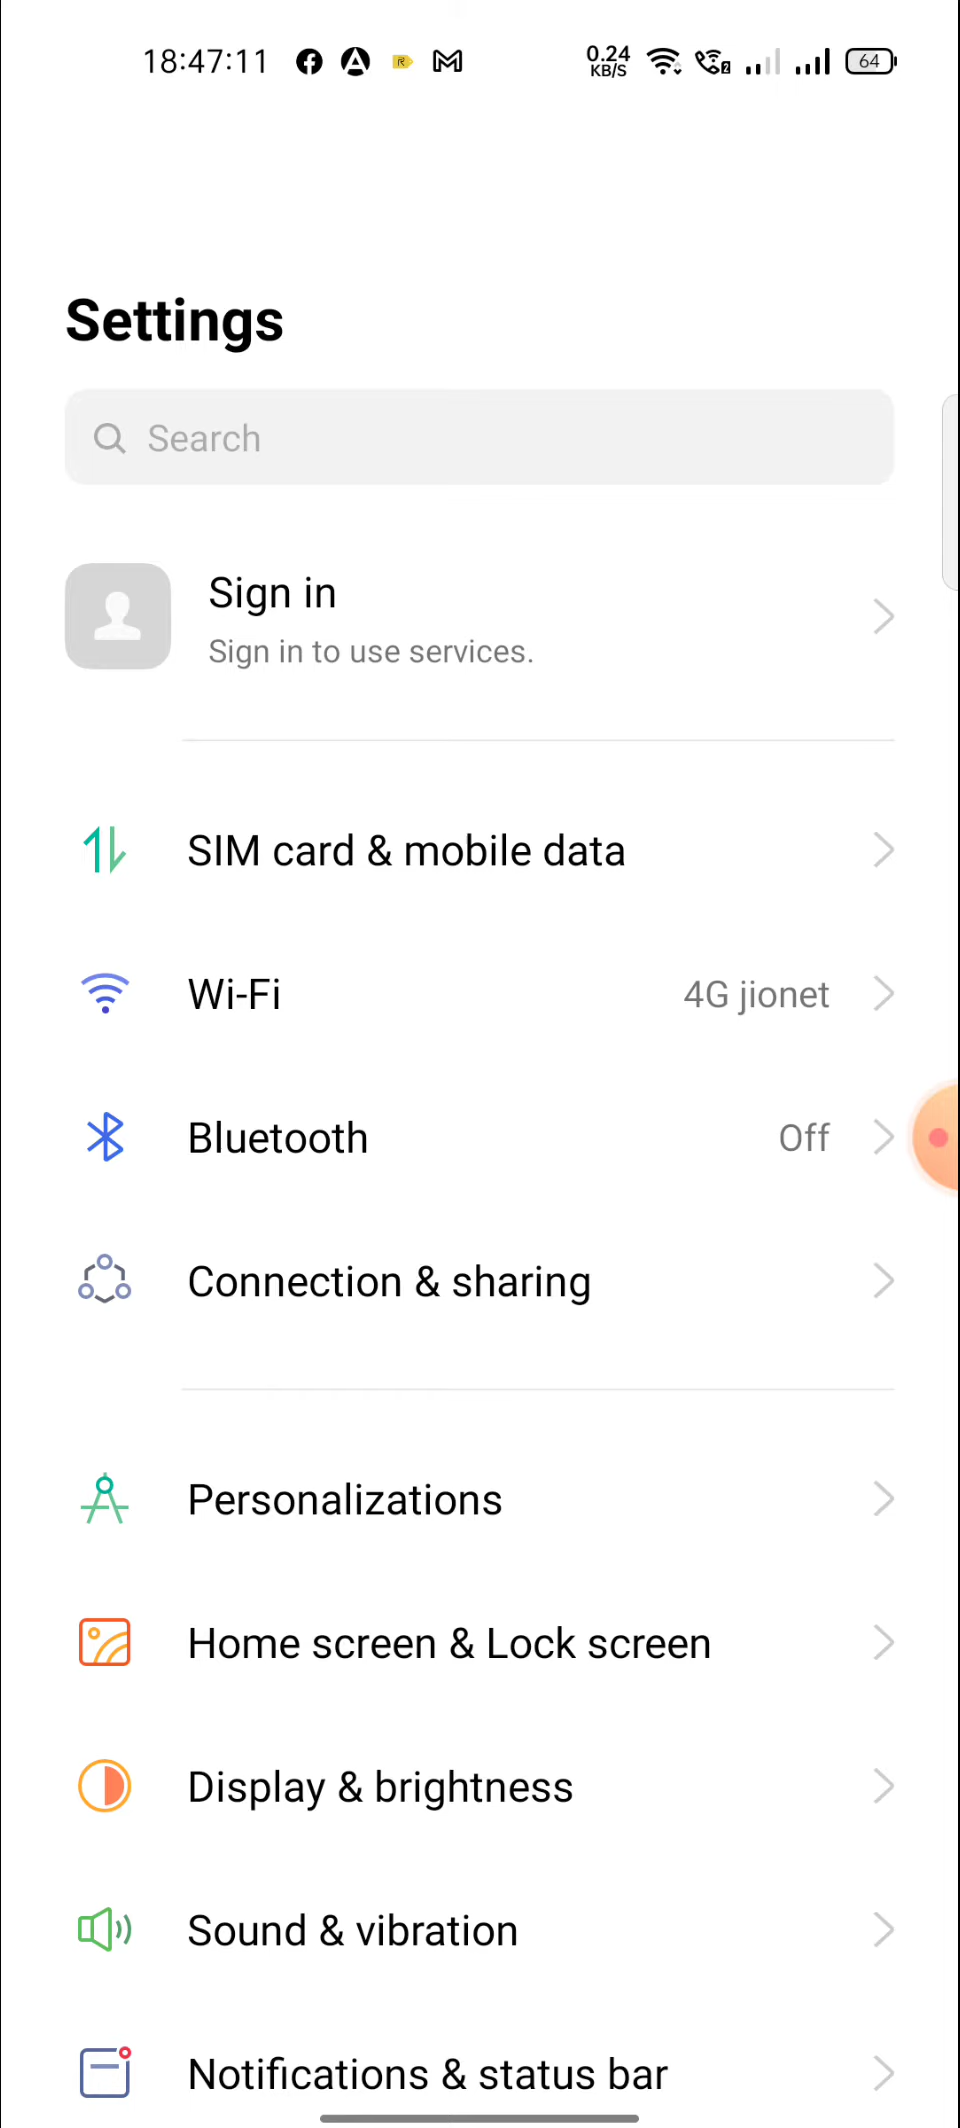 18:47:11 R 0.24 KB/S 2 64
Settings
Search
Sign in
Sign in to use services.
SIM card & mobile data
Wi-Fi 4G jionet
Bluetooth Off
Connection & sharing
Personalizations
Home screen & Lock screen
Display & brightness
Sound & vibration
Notifications & status bar